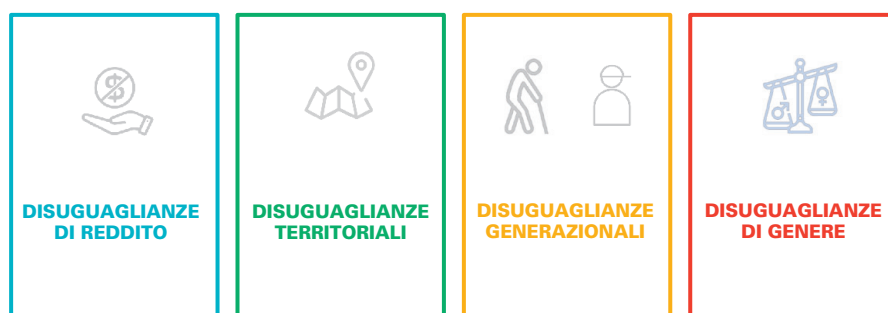 DISUGUAGLIANZE
DI REDDITO
DISUGUAGLIANZE
TERRITORIALI
DISUGUAGLIANZE
GENERAZIONALI
DISUGUAGLIANZE
DI GENERE